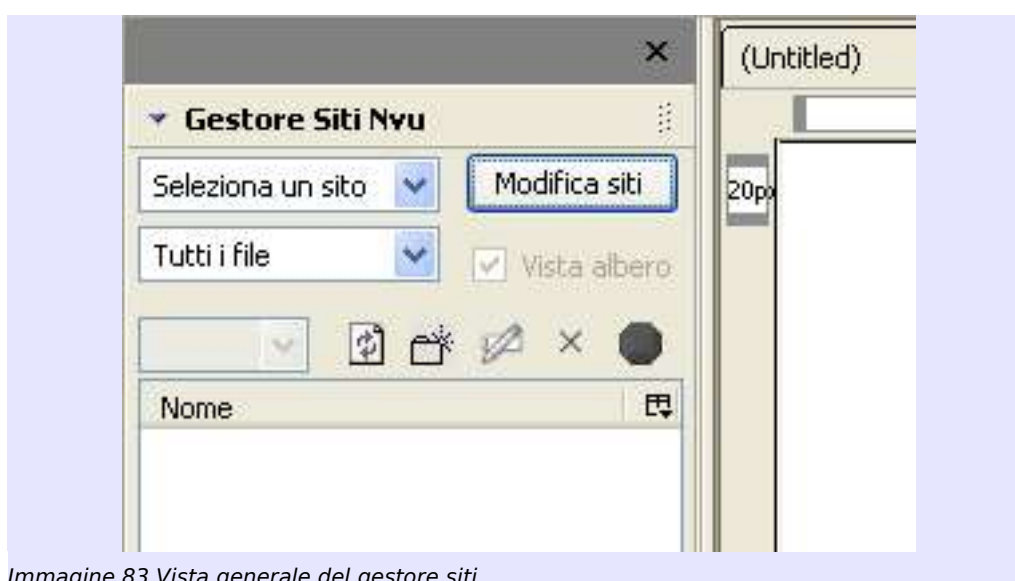 (Untitled)
Gestore Siti Nvu
Seleziona un sito
Modifica siti
20px
Tutti i file
Vista albero
Nome
Immagine 83 Vista generale del gestore siti